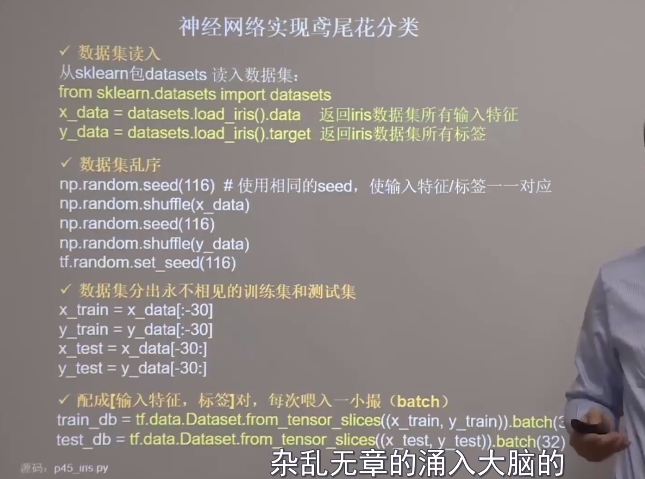 神经网络实现鸢尾花分类
✓ 数据集读入
从sklearn包datasets 读入数据集：
from sklearn.datasets import datasets
x_data = datasets.load_iris().data 返回iris数据集所有输入特征
y_data = datasets.load_iris().target 返回iris数据集所有标签
✓ 数据集乱序
np.random.seed(116) # 使用相同的seed，使输入特征/标签一一对应
np.random.shuffle(x_data)
np.random.seed(116)
np.random.shuffle(y_data)
tf.random.set_seed(116)
✓ 数据集分出永不相见的训练集和测试集
x_train = x_data[:-30]
y_train = y_data[:-30]
x_test = x_data[-30:]
y_test = y_data[-30:]
✓ 配成[输入特征，标签]对，每次喂入一小撮（batch）
train_db = tf.data.Dataset.from_tensor_slices((x_train, y_train)).batch(3
test_db = tf.data.Dataset.from_tensor_slices((x_test, y_test)).batch(32)
源码：p45_iris.py
杂乱无章的涌入大脑的